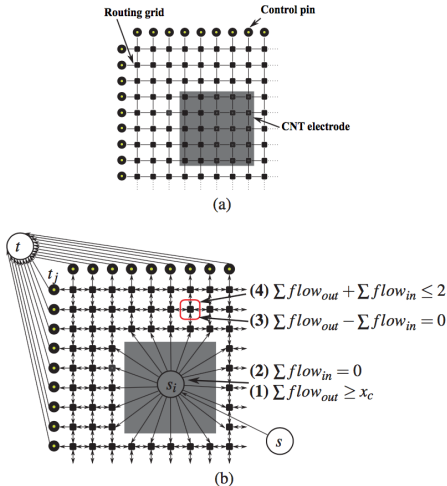 Routing grid
Control pin
CNT electrode
(a)
t
t_j
(4) ∑ flow_out + ∑ flow_in ≤ 2
(3) ∑ flow_out − ∑ flow_in = 0
(2) ∑ flow_in = 0
(1) ∑ flow_out ≥ x_c
s_i
s
(b)